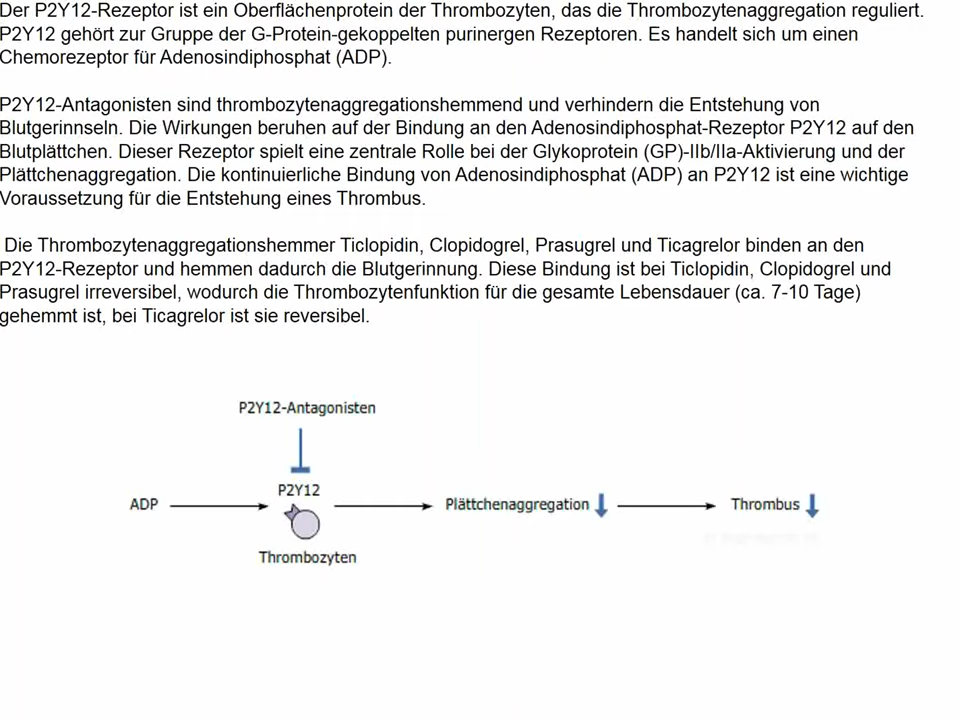 Der P2Y12-Rezeptor ist ein Oberflächenprotein der Thrombozyten, das die Thrombozytenaggregation reguliert.
P2Y12 gehört zur Gruppe der G-Protein-gekoppelten purinergen Rezeptoren. Es handelt sich um einen
Chemorezeptor für Adenosindiphosphat (ADP).
P2Y12-Antagonisten sind thrombozytenaggregationshemmend und verhindern die Entstehung von
Blutgerinnseln. Die Wirkungen beruhen auf der Bindung an den Adenosindiphosphat-Rezeptor P2Y12 auf den
Blutplättchen. Dieser Rezeptor spielt eine zentrale Rolle bei der Glykoprotein (GP)-IIb/IIa-Aktivierung und der
Plättchenaggregation. Die kontinuierliche Bindung von Adenosindiphosphat (ADP) an P2Y12 ist eine wichtige
Voraussetzung für die Entstehung eines Thrombus.
Die Thrombozytenaggregationshemmer Ticlopidin, Clopidogrel, Prasugrel und Ticagrelor binden an den
P2Y12-Rezeptor und hemmen dadurch die Blutgerinnung. Diese Bindung ist bei Ticlopidin, Clopidogrel und
Prasugrel irreversibel, wodurch die Thrombozytenfunktion für die gesamte Lebensdauer (ca. 7-10 Tage)
gehemmt ist, bei Ticagrelor ist sie reversibel.
P2Y12-Antagonisten
P2Y12
ADP
Plättchenaggregation
Thrombus
Thrombozyten